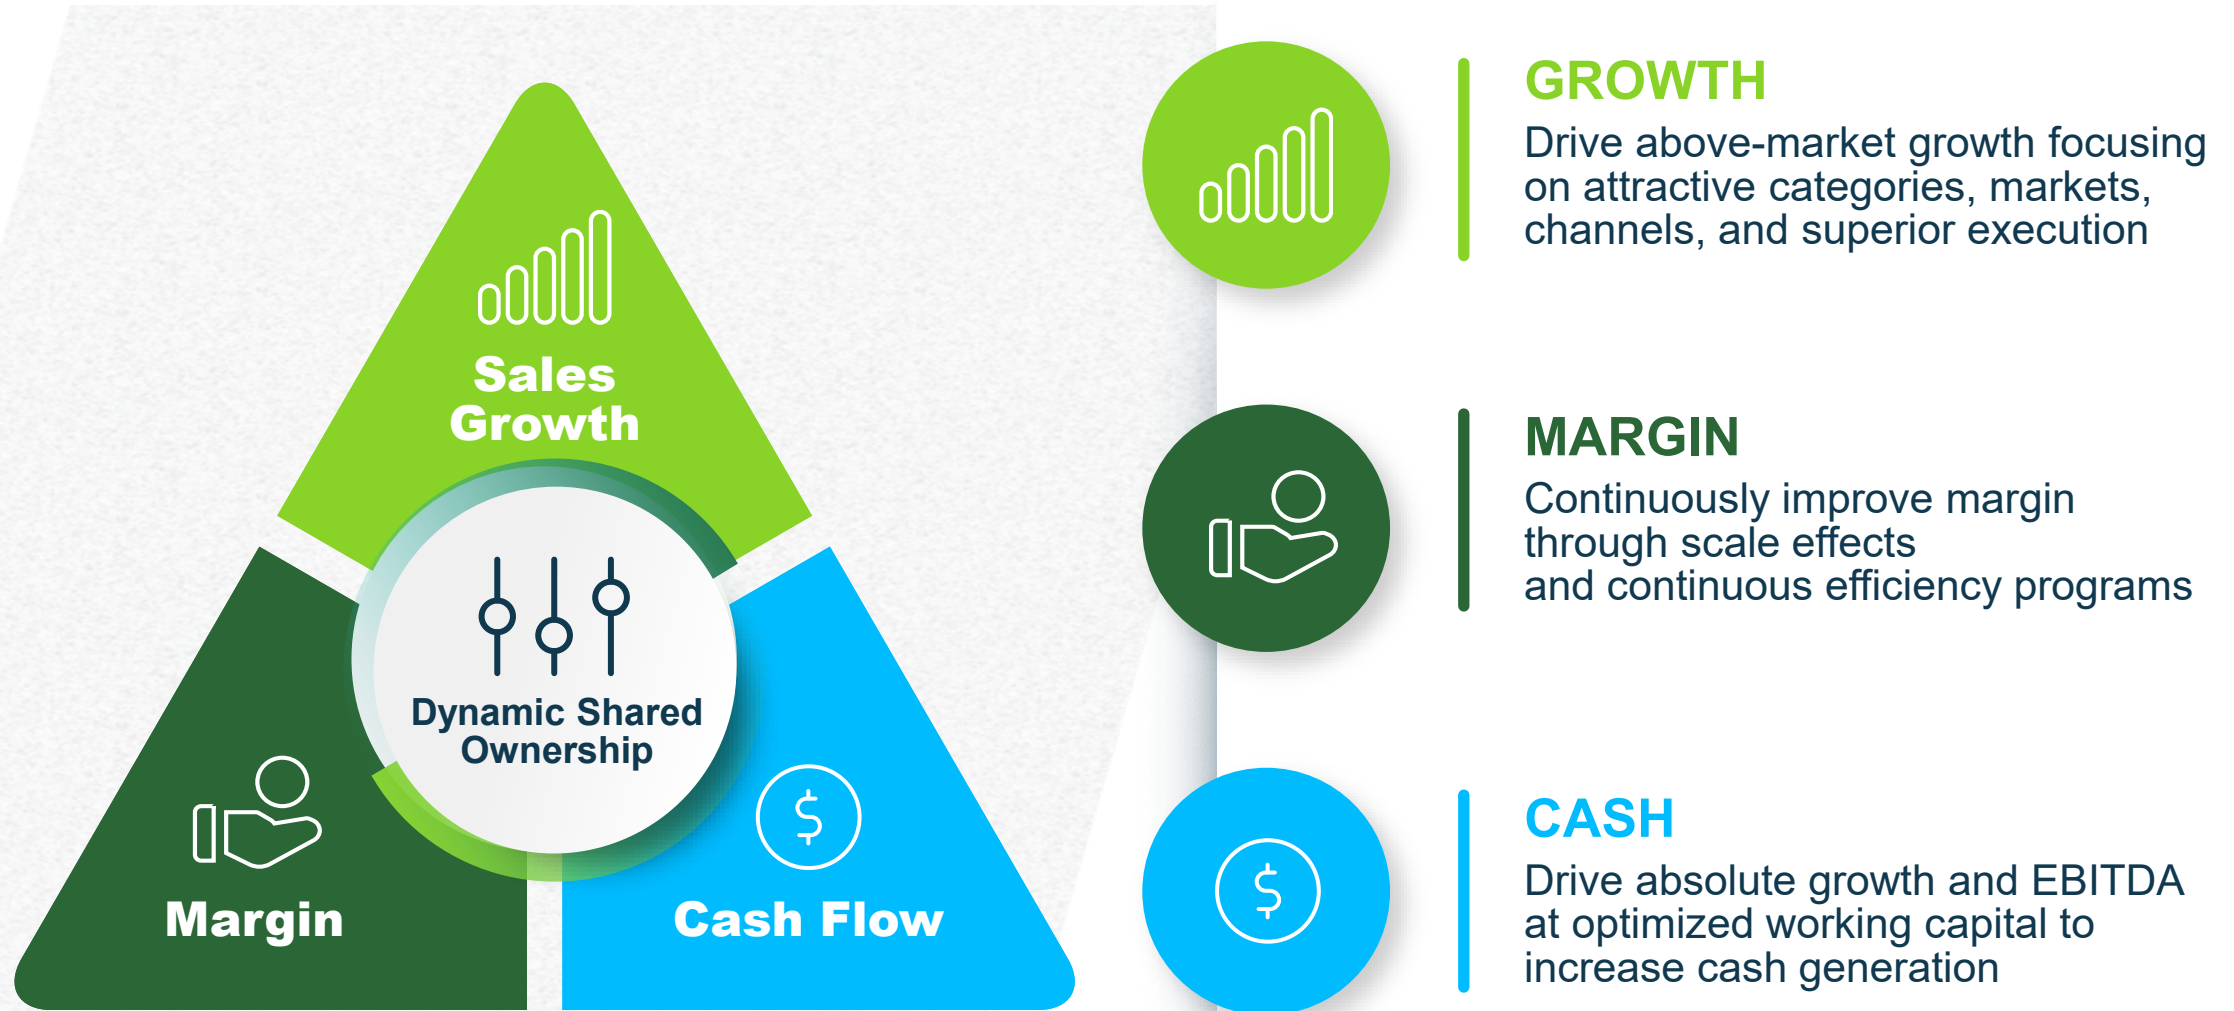 Sales
Growth
Dynamic Shared
Ownership
Margin
$
Cash Flow
GROWTH
Drive above-market growth focusing
on attractive categories, markets,
channels, and superior execution
MARGIN
Continuously improve margin
through scale effects
and continuous efficiency programs
$
CASH
Drive absolute growth and EBITDA
at optimized working capital to
increase cash generation